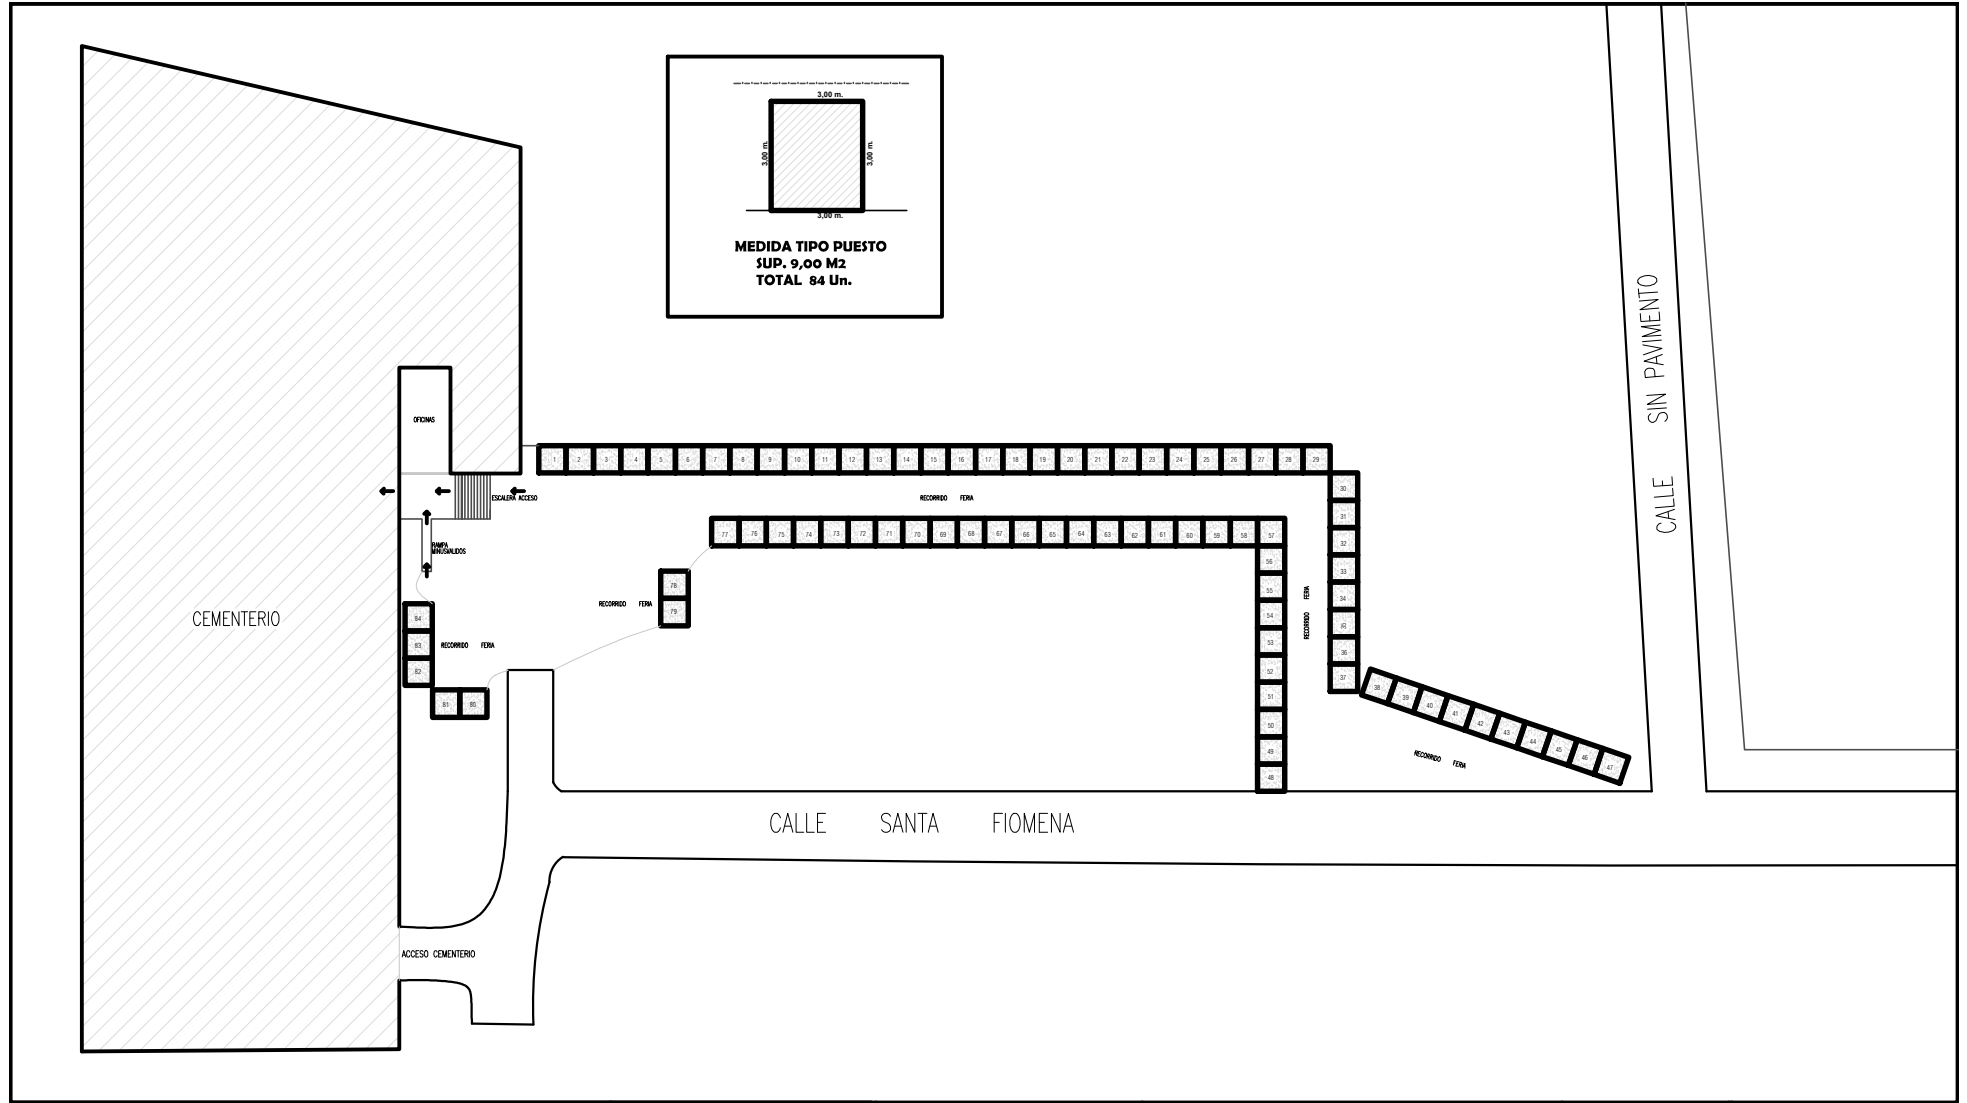 3,00 m.
3,00 m.
3,00 m.
3,00 m.
MEDIDA TIPO PUESTO
SUP. 9,00 M2
TOTAL 84 Un.
CALLE SIN PAVIMENTO
OFICINAS
1 2 3 4 5 6 7 8 9 10 11 12 13 14 15 16 17 18 19 20 21 22 23 24 25 26 27 28 29
ESCALERA ACCESO
RECORRIDO FERIA
30
31
32
33
34
35
36
37
77 76 75 74 73 72 71 70 69 68 67 66 65 64 63 62 61 60 59 58 57
56
55
54
53
52
51
50
49
48
RECORRIDO FERIA
RAMPA
MINUSVALIDOS
78
79
RECORRIDO FERIA
CEMENTERIO
84
83
82
RECORRIDO FERIA
81 80
38 39 40 41 42 43 44 45 46 47
RECORRIDO FERIA
CALLE SANTA FIOMENA
ACCESO CEMENTERIO